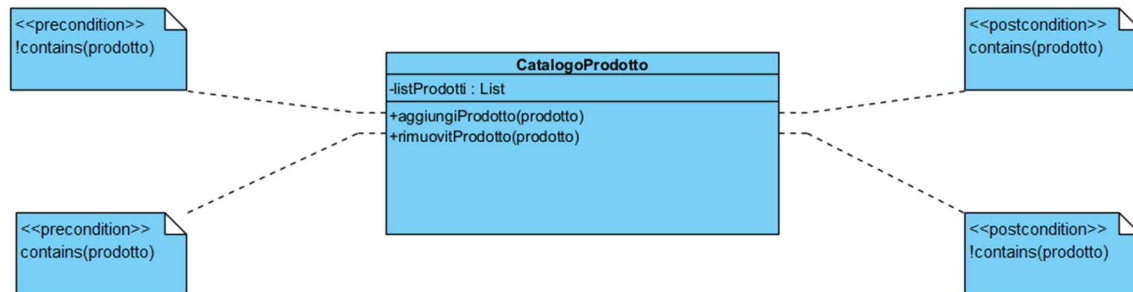 <<precondition>>
!contains(prodotto)
<<postcondition>>
contains(prodotto)
CatalogoProdotto
-listProdotti : List
+aggiungiProdotto(prodotto)
+rimuovitProdotto(prodotto)
<<precondition>>
contains(prodotto)
<<postcondition>>
!contains(prodotto)